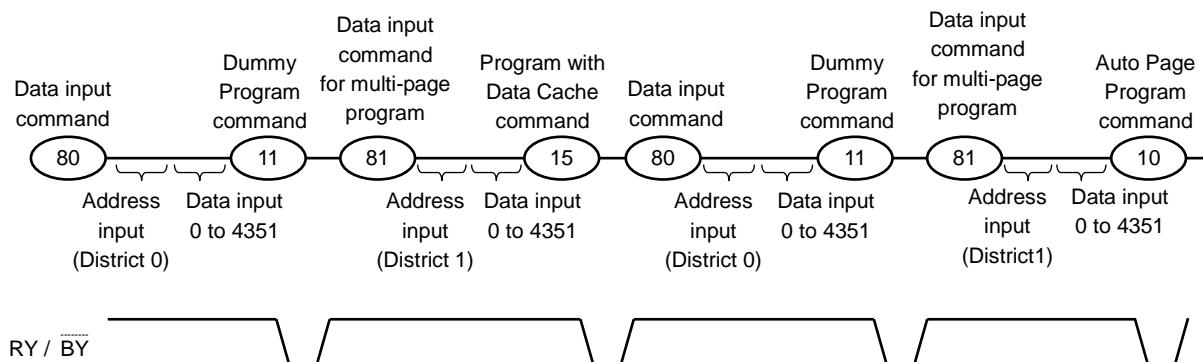 Data input
command
Dummy
Program
command
Data input
command
for multi-page
program
Program with
Data Cache
command
Data input
command
Dummy
Program
command
Data input
command
for multi-page
program
Auto Page
Program
command
80
11
81
15
80
11
81
10
Address
input
(District 0)
Data input
0 to 4351
Address
input
(District 1)
Data input
0 to 4351
Address
input
(District 0)
Data input
0 to 4351
Address
input
(District1)
Data input
0 to 4351
RY / BY